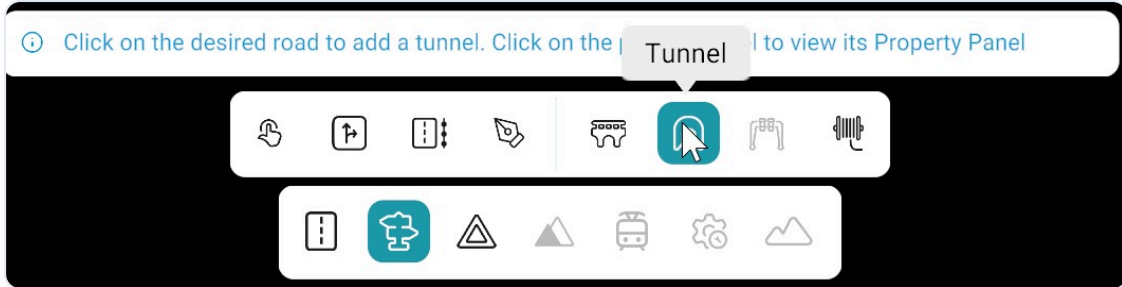 Click on the desired road to add a tunnel. Click on the l to view its Property Panel
Tunnel